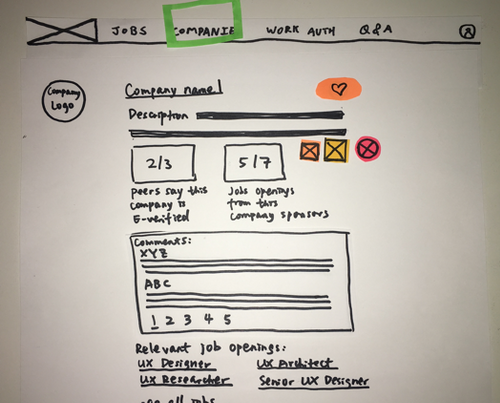 JOBS COMPANIE WORK AUTH Q&A
Company Logo
Company name
Description
2/3 5/7
peers say this company is E-verified
Jobs openings from this Company sponsors
Comments:
XYZ
ABC
1 2 3 4 5
Relevant job openings:
UX Designer UX Architect
UX Researcher Senior UX Designer
see all jobs